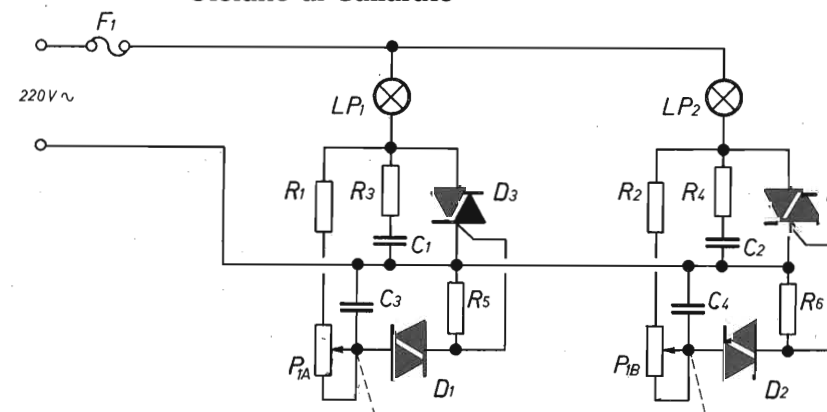 F1
220V~
LP1
LP2
R1
R3
D3
R2
R4
C1
C2
C3
R5
C4
R6
P1A
D1
P1B
D2